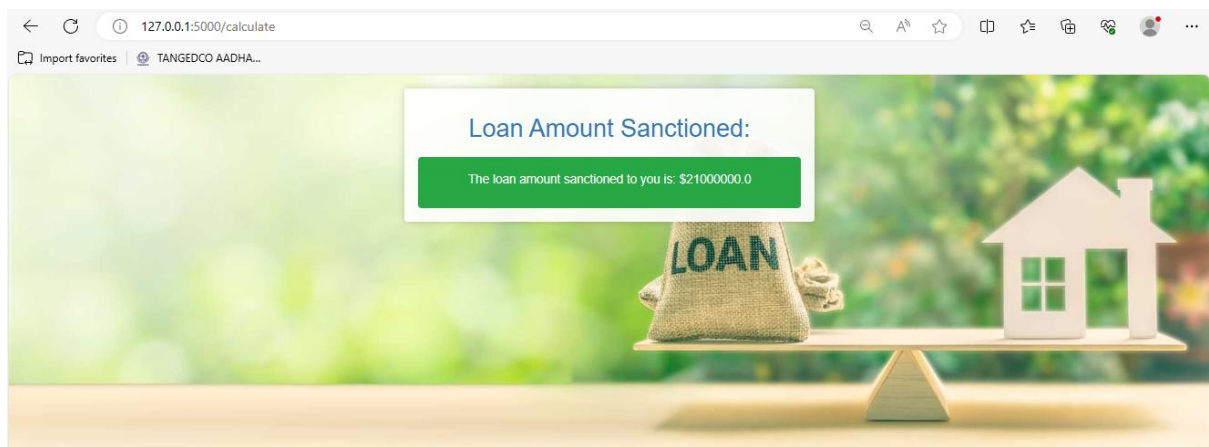 127.0.0.1:5000/calculate
Import favorites
TANGEDCO AADHA...
Loan Amount Sanctioned:
The loan amount sanctioned to you is: $21000000.0
LOAN